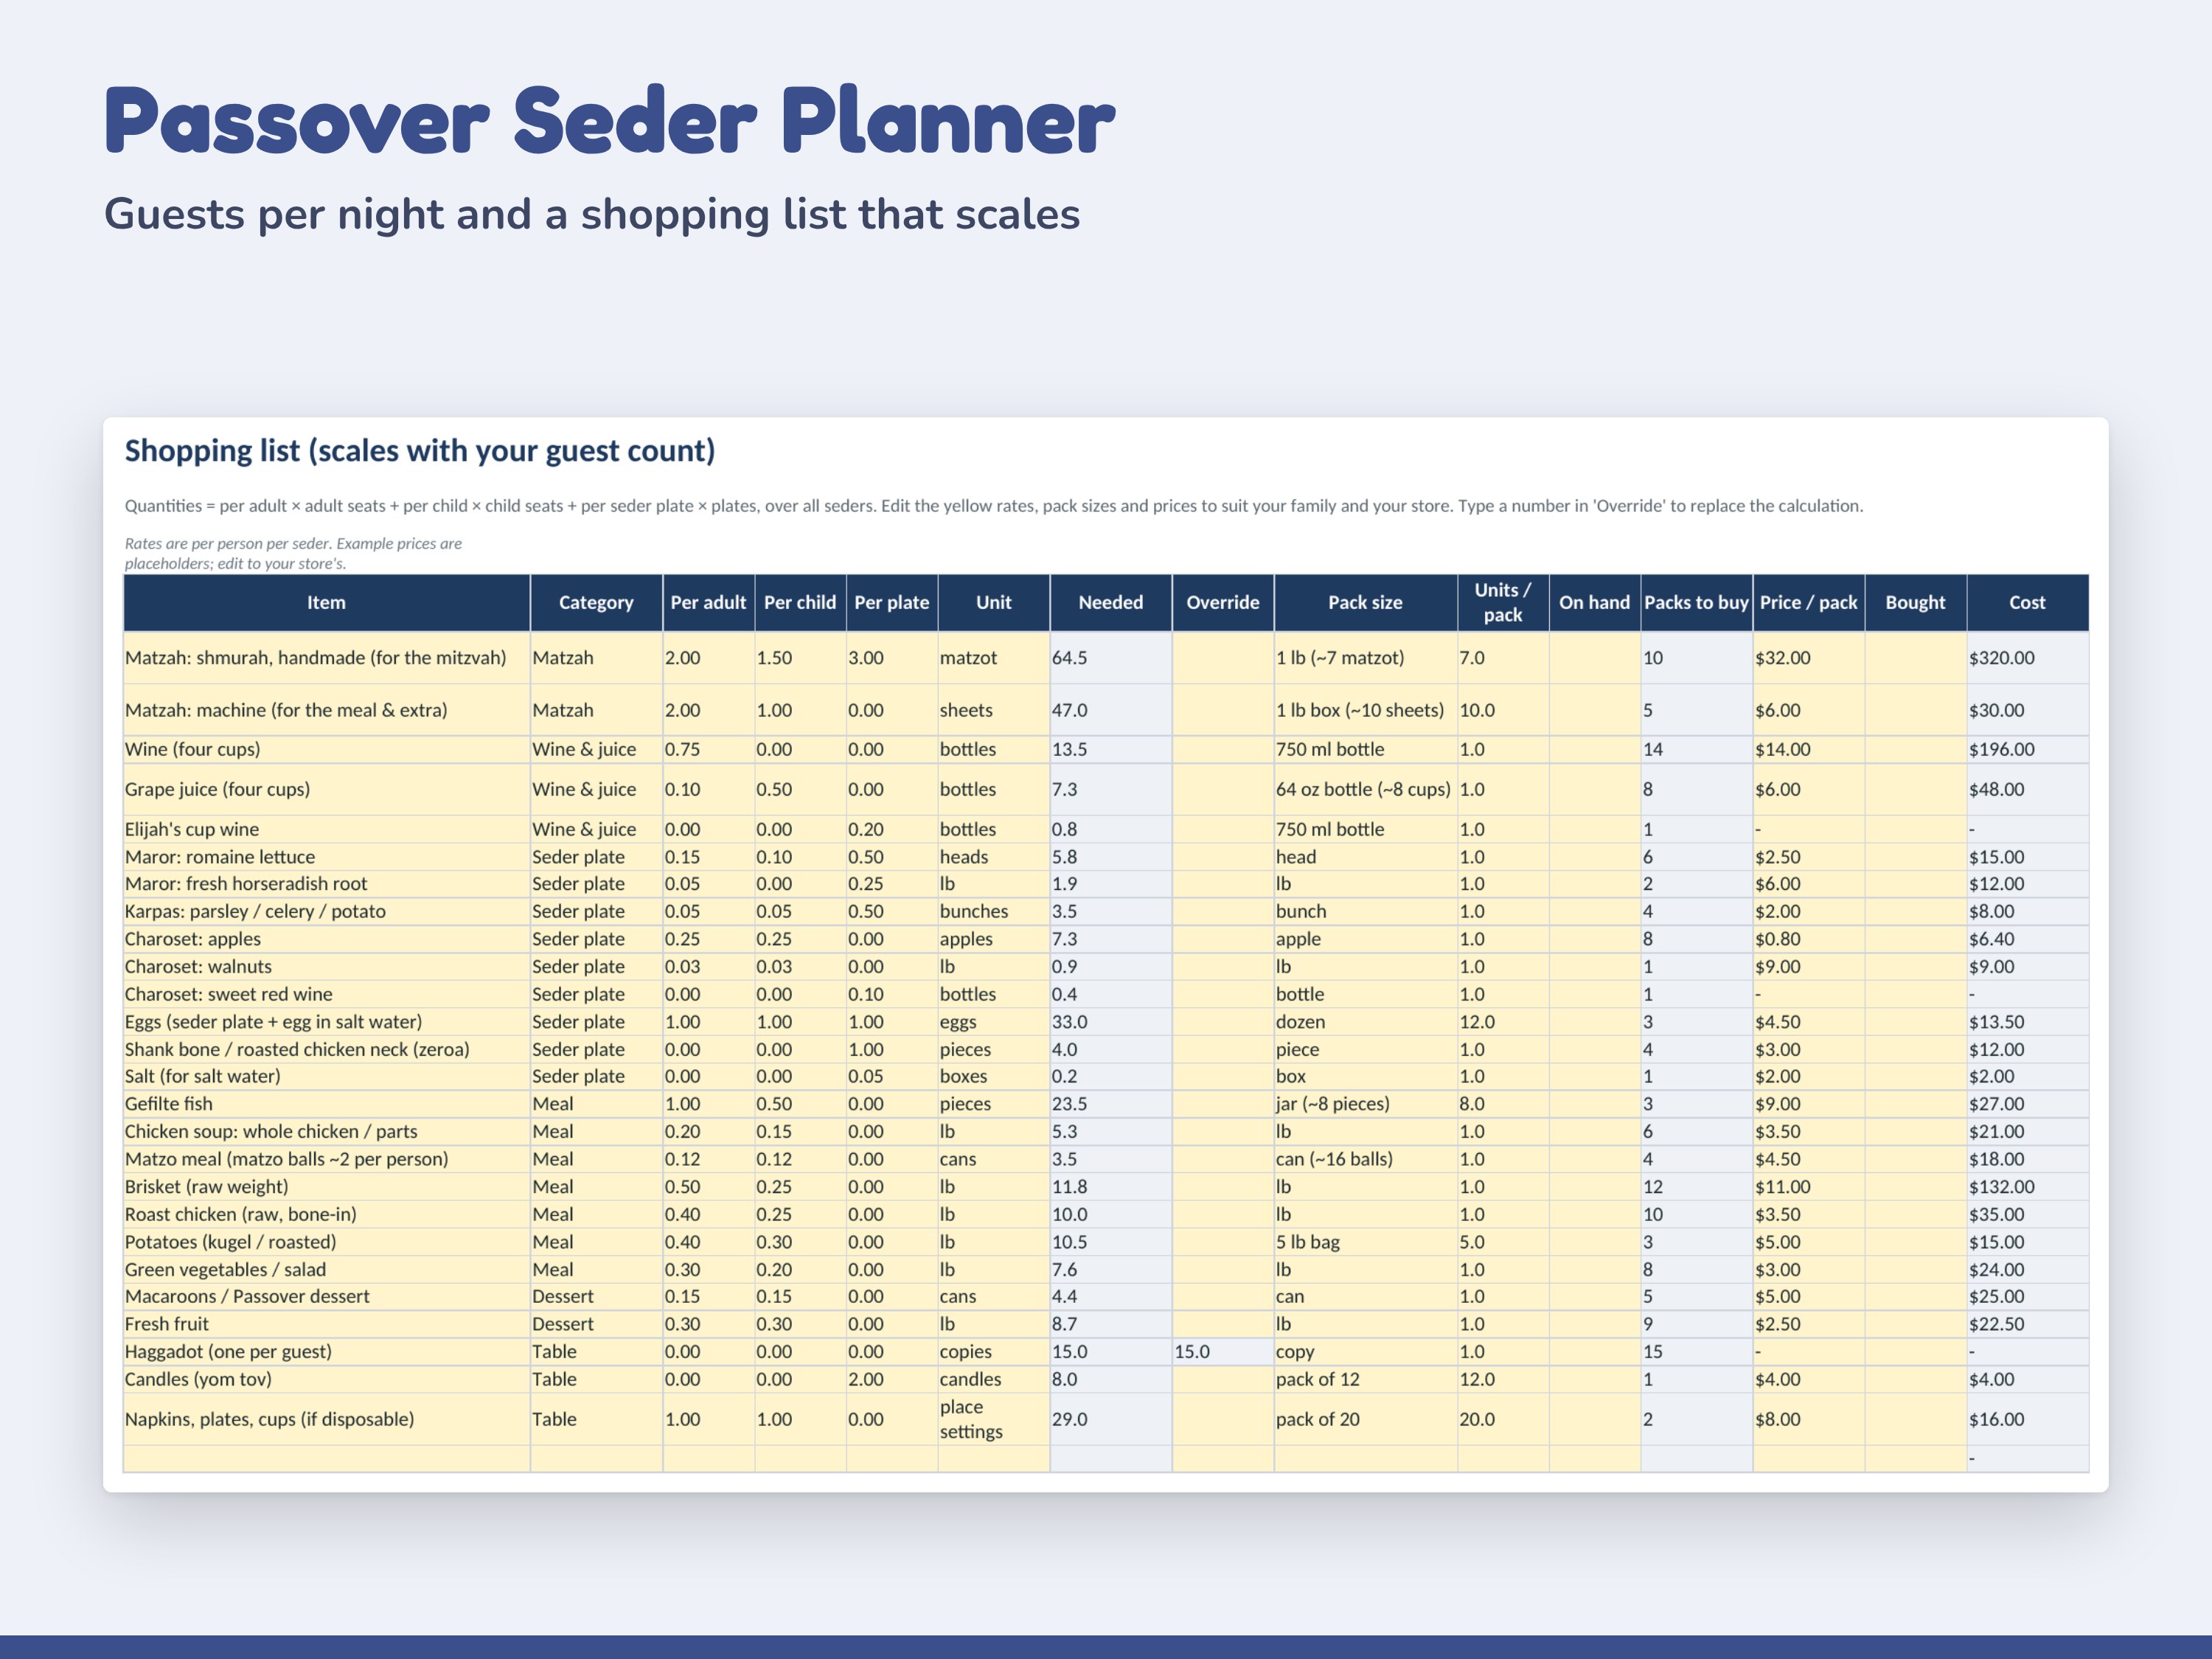 Passover Seder Planner
Guests per night and a shopping list that scales
Shopping list (scales with your guest count)
Quantities = per adult × adult seats + per child × child seats + per seder plate × plates, over all seders. Edit the yellow rates, pack sizes and prices to suit your family and your store. Type a number in 'Override' to replace the calculation.
Rates are per person per seder. Example prices are
placeholders; edit to your store's.
Item Category Per adult Per child Per plate Unit Needed Override Pack size Units / pack On hand Packs to buy Price / pack Bought Cost
Matzah: shmurah, handmade (for the mitzvah) Matzah 2.00 1.50 3.00 matzot 64.5 1 lb (~7 matzot) 7.0 10 $32.00 $320.00
Matzah: machine (for the meal & extra) Matzah 2.00 1.00 0.00 sheets 47.0 1 lb box (~10 sheets) 10.0 5 $6.00 $30.00
Wine (four cups) Wine & juice 0.75 0.00 0.00 bottles 13.5 750 ml bottle 1.0 14 $14.00 $196.00
Grape juice (four cups) Wine & juice 0.10 0.50 0.00 bottles 7.3 64 oz bottle (~8 cups) 1.0 8 $6.00 $48.00
Elijah's cup wine Wine & juice 0.00 0.00 0.20 bottles 0.8 750 ml bottle 1.0 1 - -
Maror: romaine lettuce Seder plate 0.15 0.10 0.50 heads 5.8 head 1.0 6 $2.50 $15.00
Maror: fresh horseradish root Seder plate 0.05 0.00 0.25 lb 1.9 lb 1.0 2 $6.00 $12.00
Karpas: parsley / celery / potato Seder plate 0.05 0.05 0.50 bunches 3.5 bunch 1.0 4 $2.00 $8.00
Charoset: apples Seder plate 0.25 0.25 0.00 apples 7.3 apple 1.0 8 $0.80 $6.40
Charoset: walnuts Seder plate 0.03 0.03 0.00 lb 0.9 lb 1.0 1 $9.00 $9.00
Charoset: sweet red wine Seder plate 0.00 0.00 0.10 bottles 0.4 bottle 1.0 1 - -
Eggs (seder plate + egg in salt water) Seder plate 1.00 1.00 1.00 eggs 33.0 dozen 12.0 3 $4.50 $13.50
Shank bone / roasted chicken neck (zeroa) Seder plate 0.00 0.00 1.00 pieces 4.0 piece 1.0 4 $3.00 $12.00
Salt (for salt water) Seder plate 0.00 0.00 0.05 boxes 0.2 box 1.0 1 $2.00 $2.00
Gefilte fish Meal 1.00 0.50 0.00 pieces 23.5 jar (~8 pieces) 8.0 3 $9.00 $27.00
Chicken soup: whole chicken / parts Meal 0.20 0.15 0.00 lb 5.3 lb 1.0 6 $3.50 $21.00
Matzo meal (matzo balls ~2 per person) Meal 0.12 0.12 0.00 cans 3.5 can (~16 balls) 1.0 4 $4.50 $18.00
Brisket (raw weight) Meal 0.50 0.25 0.00 lb 11.8 lb 1.0 12 $11.00 $132.00
Roast chicken (raw, bone-in) Meal 0.40 0.25 0.00 lb 10.0 lb 1.0 10 $3.50 $35.00
Potatoes (kugel / roasted) Meal 0.40 0.30 0.00 lb 10.5 5 lb bag 5.0 3 $5.00 $15.00
Green vegetables / salad Meal 0.30 0.20 0.00 lb 7.6 lb 1.0 8 $3.00 $24.00
Macaroons / Passover dessert Dessert 0.15 0.15 0.00 cans 4.4 can 1.0 5 $5.00 $25.00
Fresh fruit Dessert 0.30 0.30 0.00 lb 8.7 lb 1.0 9 $2.50 $22.50
Haggadot (one per guest) Table 0.00 0.00 0.00 copies 15.0 15.0 copy 1.0 15 - -
Candles (yom tov) Table 0.00 0.00 2.00 candles 8.0 pack of 12 12.0 1 $4.00 $4.00
Napkins, plates, cups (if disposable) Table 1.00 1.00 0.00 place settings 29.0 pack of 20 20.0 2 $8.00 $16.00
-